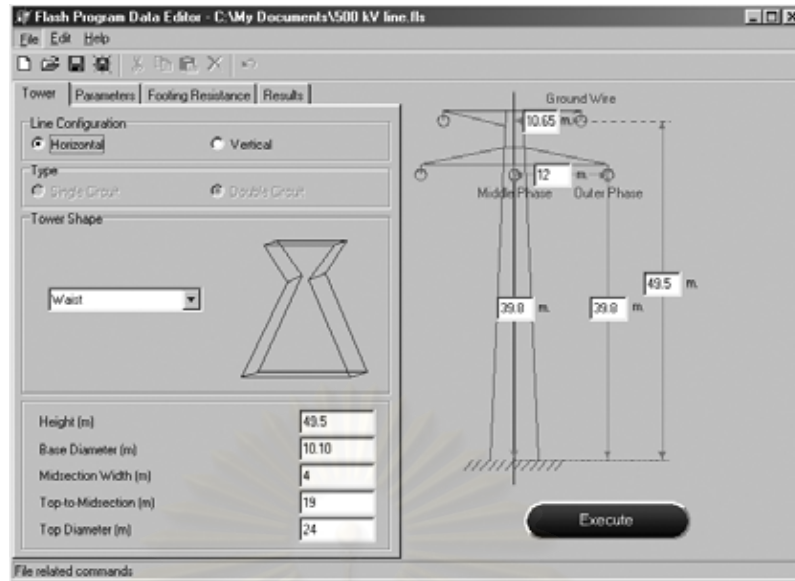 Flash Program Data Editor - C:\My Documents\500 kV line.fls
File Edit Help
Tower Parameters Footing Resistance Results
Line Configuration
Horizontal Vertical
Type
Single Circuit Double Circuit
Tower Shape
Waist
Height (m) 49.5
Base Diameter (m) 10.10
Midsection Width (m) 4
Top-to-Midsection (m) 19
Top Diameter (m) 24
Ground Wire
10.65 m.
12 m.
Middle Phase Outer Phase
49.5 m.
39.8 m. 39.8 m.
Execute
File related commands